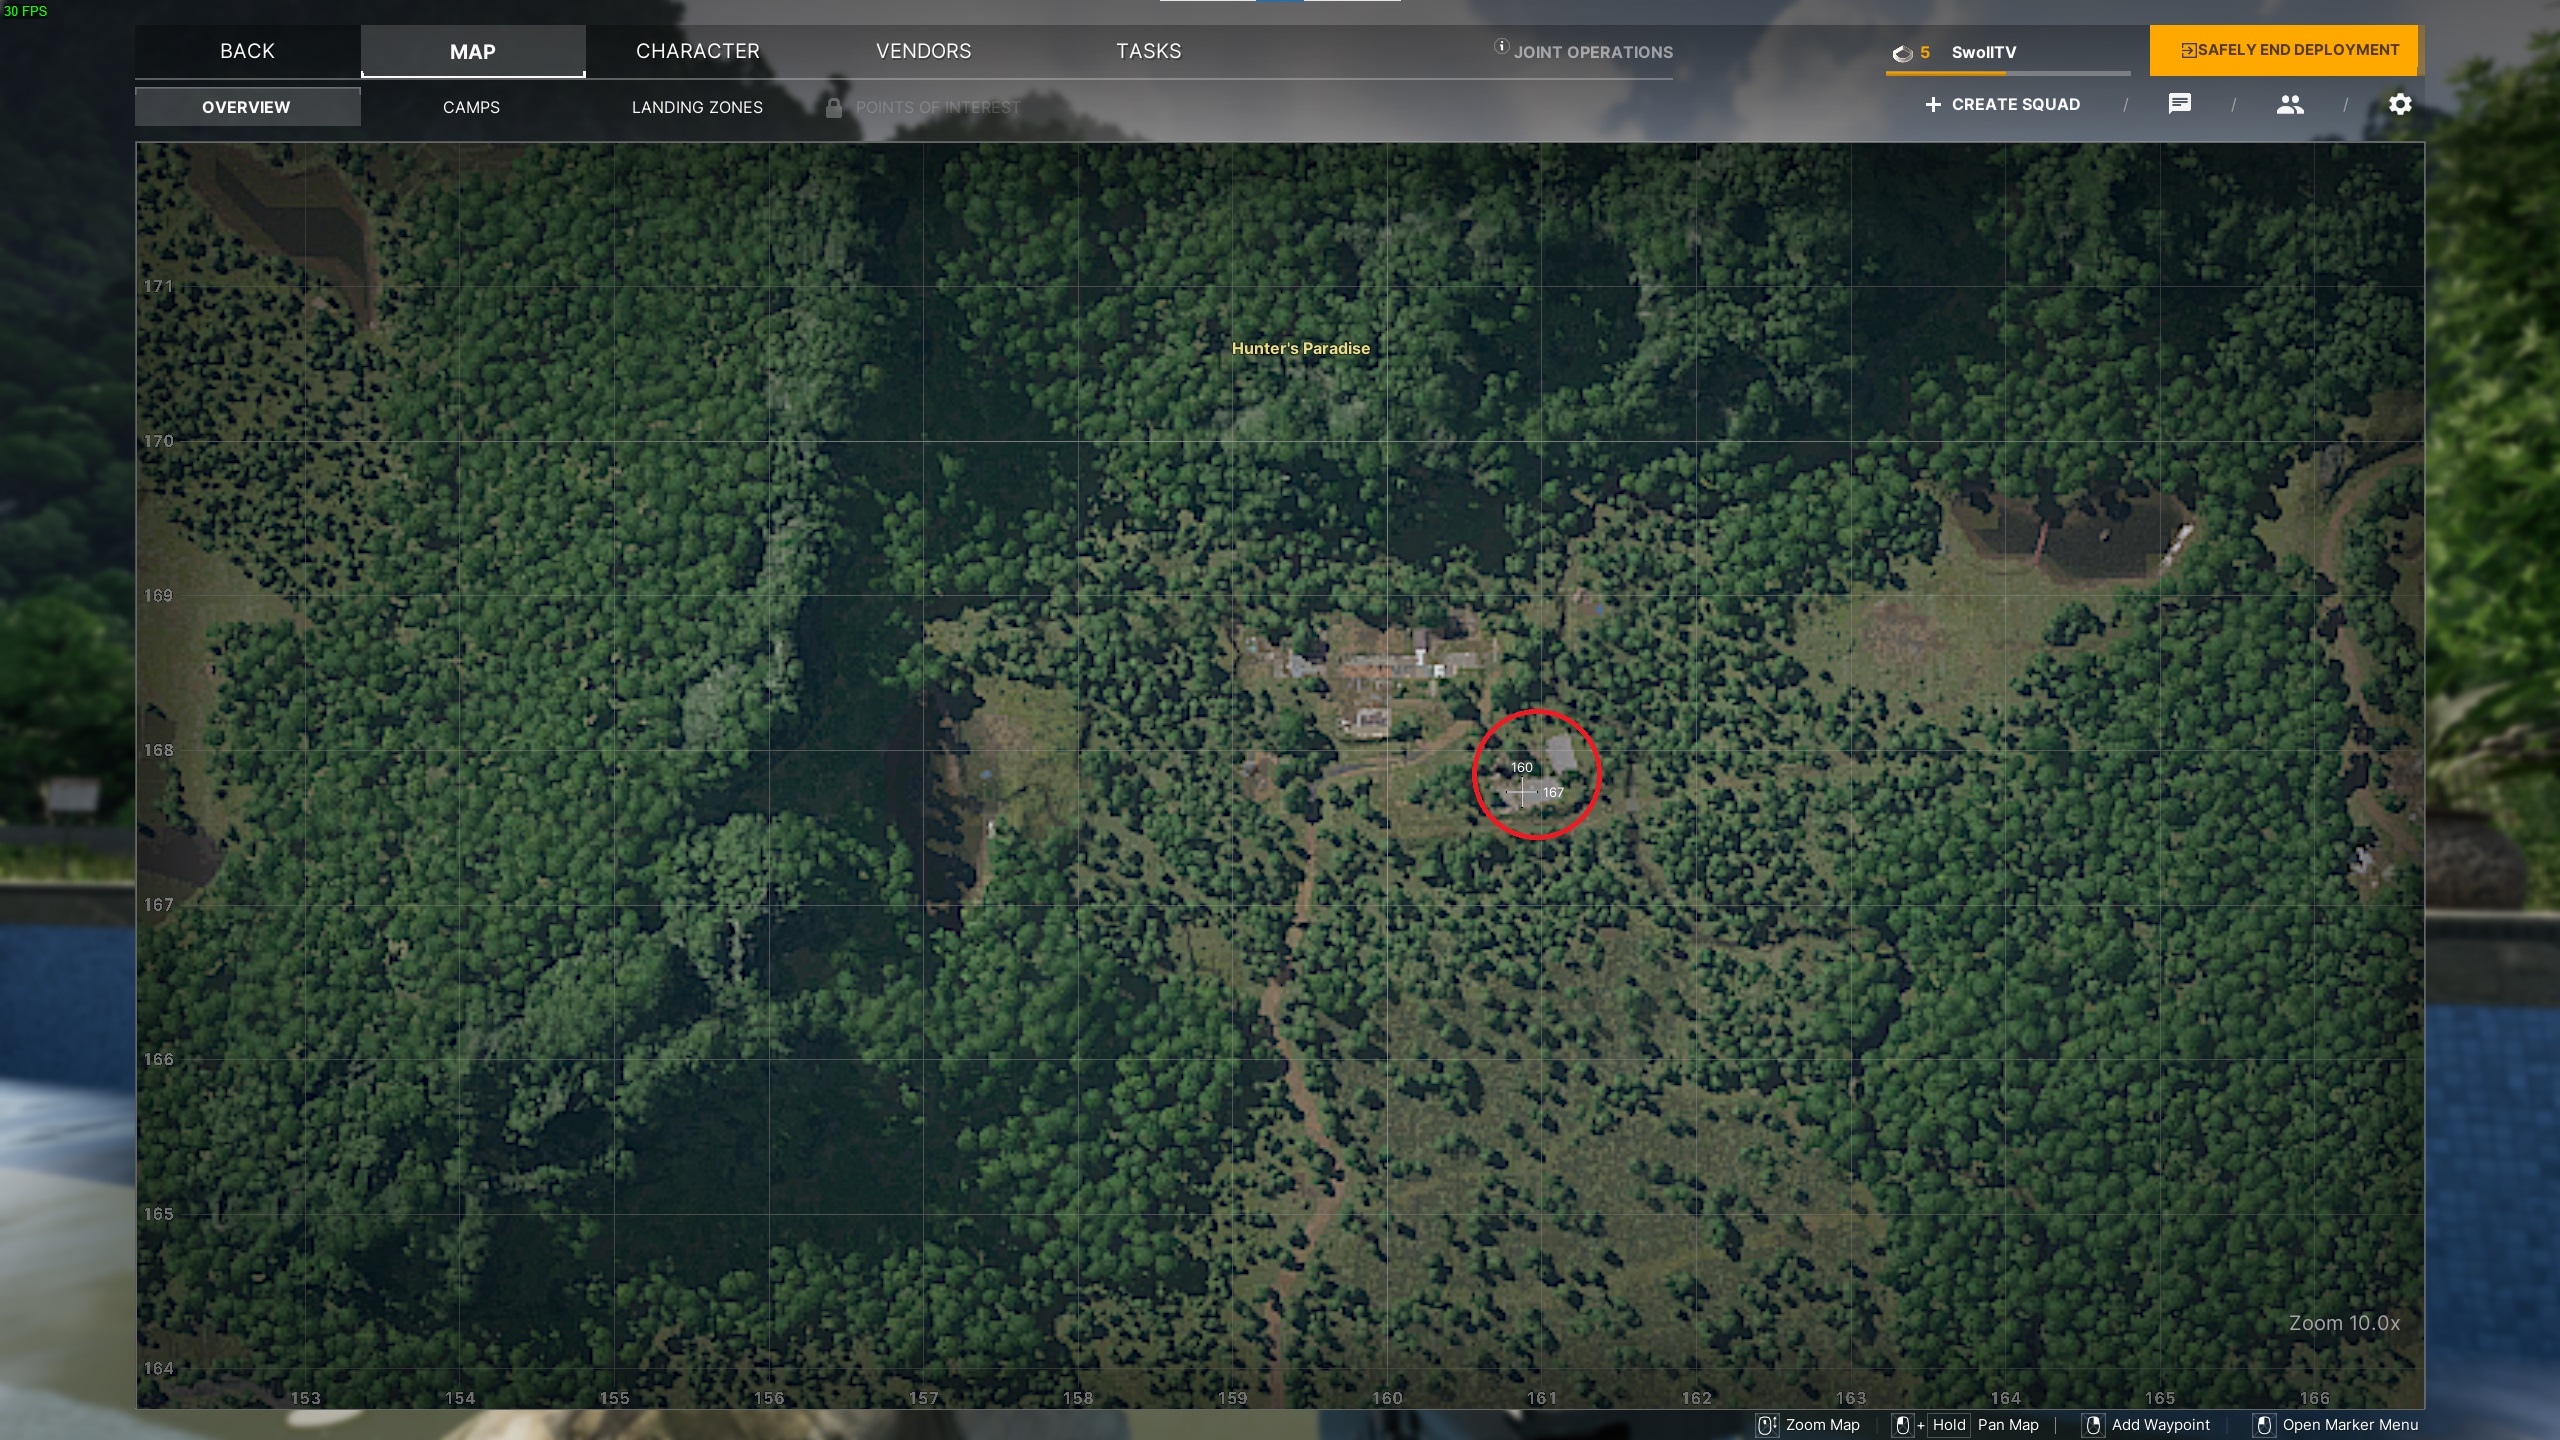 30 FPS
BACK
MAP
CHARACTER
VENDORS
TASKS
JOINT OPERATIONS
5 SwollTV
SAFELY END DEPLOYMENT
OVERVIEW
CAMPS
LANDING ZONES
POINTS OF INTEREST
+ CREATE SQUAD / / /
171
Hunter's Paradise
170
169
168
160
167
167
166
165
Zoom 10.0x
164
153 154 155 156 157 158 159 160 161 162 163 164 165 166
Zoom Map + Hold Pan Map | Add Waypoint Open Marker Menu